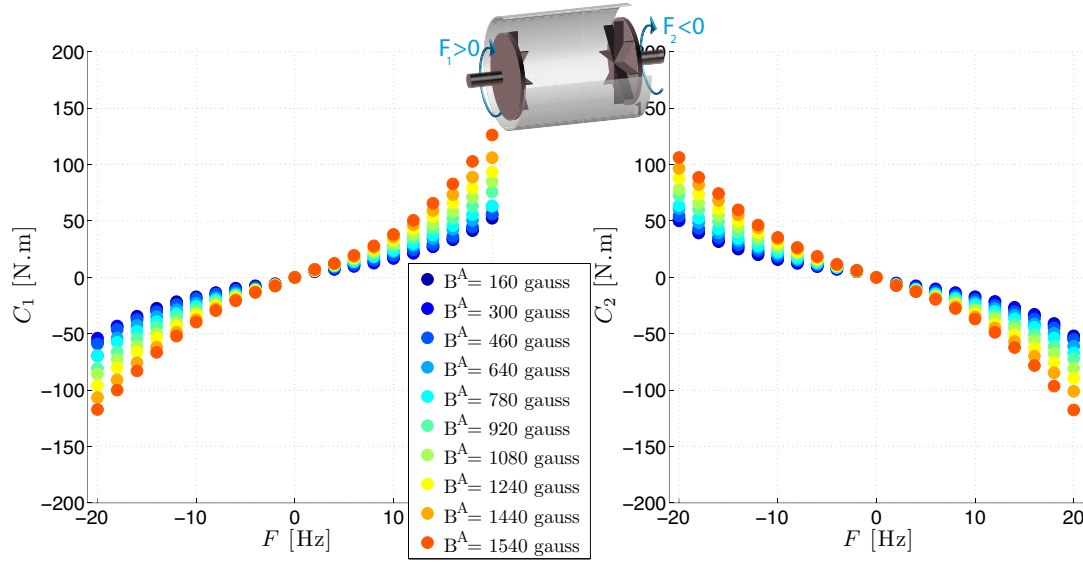 F₁>0
F₂<0
C₁ [N.m]
200
150
100
50
0
−50
−100
−150
−200
−20
−10
0
10
F [Hz]
Bᴬ= 160 gauss
Bᴬ= 300 gauss
Bᴬ= 460 gauss
Bᴬ= 640 gauss
Bᴬ= 780 gauss
Bᴬ= 920 gauss
Bᴬ= 1080 gauss
Bᴬ= 1240 gauss
Bᴬ= 1440 gauss
Bᴬ= 1540 gauss
C₂ [N.m]
100
50
0
−50
−100
−150
−200
−20
−10
0
10
20
F [Hz]